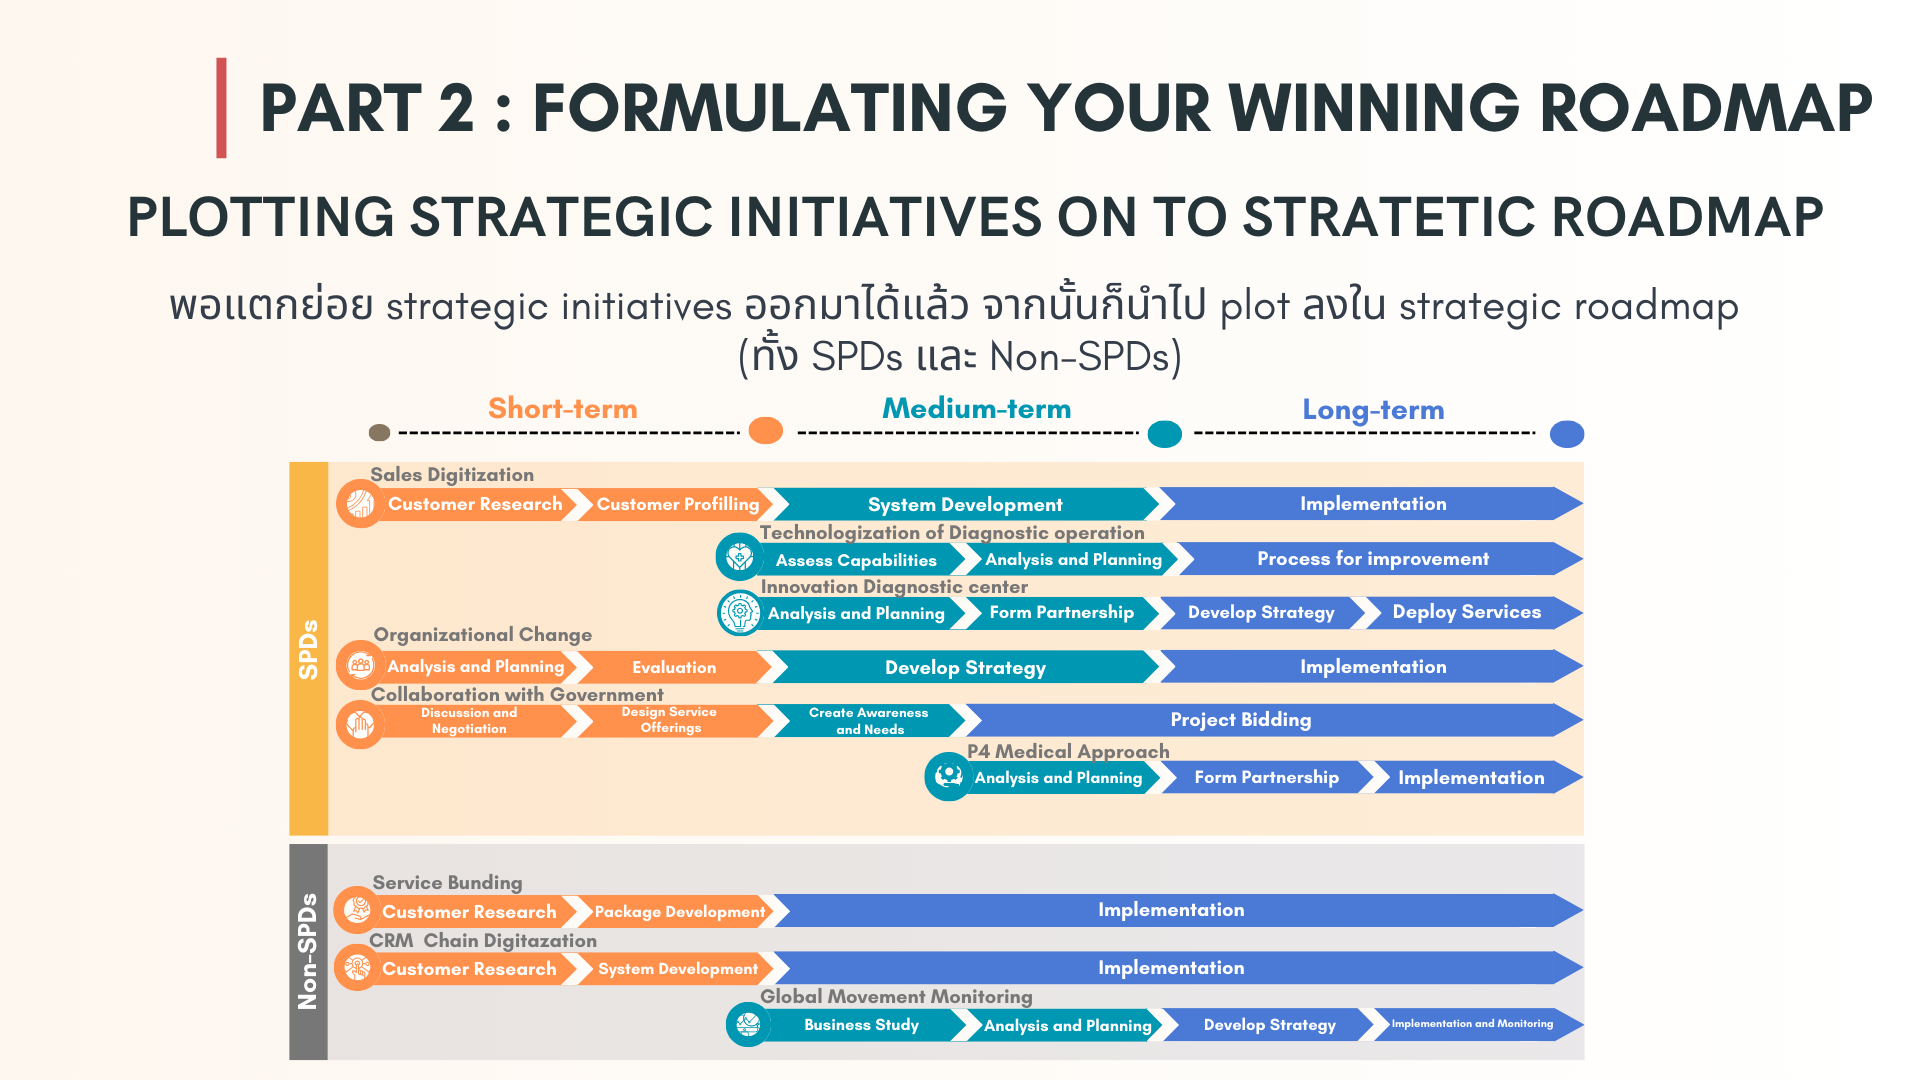 PART 2 : FORMULATING YOUR WINNING ROADMAP
PLOTTING STRATEGIC INITIATIVES ON TO STRATETIC ROADMAP
พอแตกย่อย strategic initiatives ออกมาได้แล้ว จากนั้นก็นำไป plot ลงใน strategic roadmap
(ทั้ง SPDs และ Non-SPDs)
Short-term Medium-term Long-term
SPDs
Sales Digitization
Customer Research Customer Profilling System Development Implementation
Technologization of Diagnostic operation
Assess Capabilities Analysis and Planning Process for improvement
Innovation Diagnostic center
Analysis and Planning Form Partnership Develop Strategy Deploy Services
Organizational Change
Analysis and Planning Evaluation Develop Strategy Implementation
Collaboration with Government
Discussion and
Negotiation
Design Service
Offerings
Create Awareness
and Needs
Project Bidding
P4 Medical Approach
Analysis and Planning Form Partnership Implementation
Non-SPDs
Service Bunding
Customer Research Package Development Implementation
CRM  Chain Digitazation
Customer Research System Development Implementation
Global Movement Monitoring
Business Study Analysis and Planning Develop Strategy Implementation and Monitoring